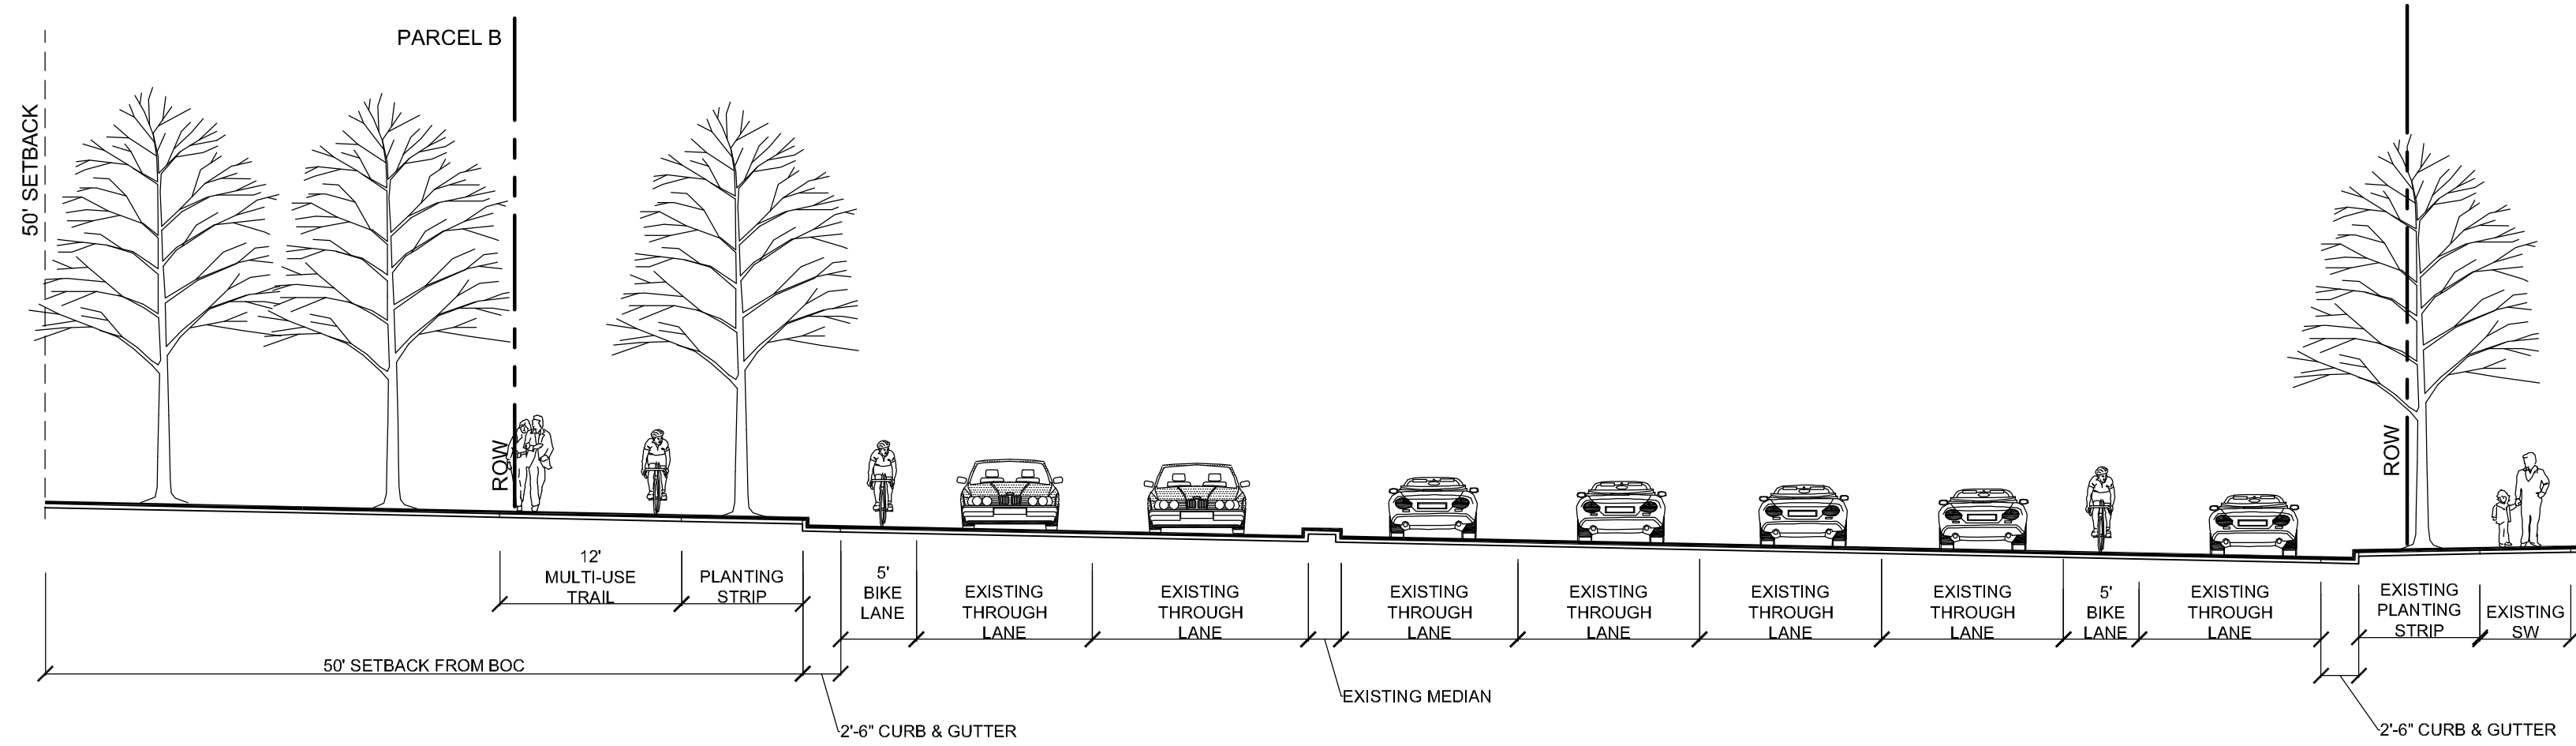 PARCEL B
50' SETBACK
ROW
ROW
12'
MULTI-USE
TRAIL
PLANTING
STRIP
5'
BIKE
LANE
EXISTING
THROUGH
LANE
EXISTING
THROUGH
LANE
EXISTING
THROUGH
LANE
EXISTING
THROUGH
LANE
EXISTING
THROUGH
LANE
EXISTING
THROUGH
LANE
5'
BIKE
LANE
EXISTING
THROUGH
LANE
EXISTING
PLANTING
STRIP
EXISTING
SW
50' SETBACK FROM BOC
EXISTING MEDIAN
2'-6" CURB & GUTTER
2'-6" CURB & GUTTER